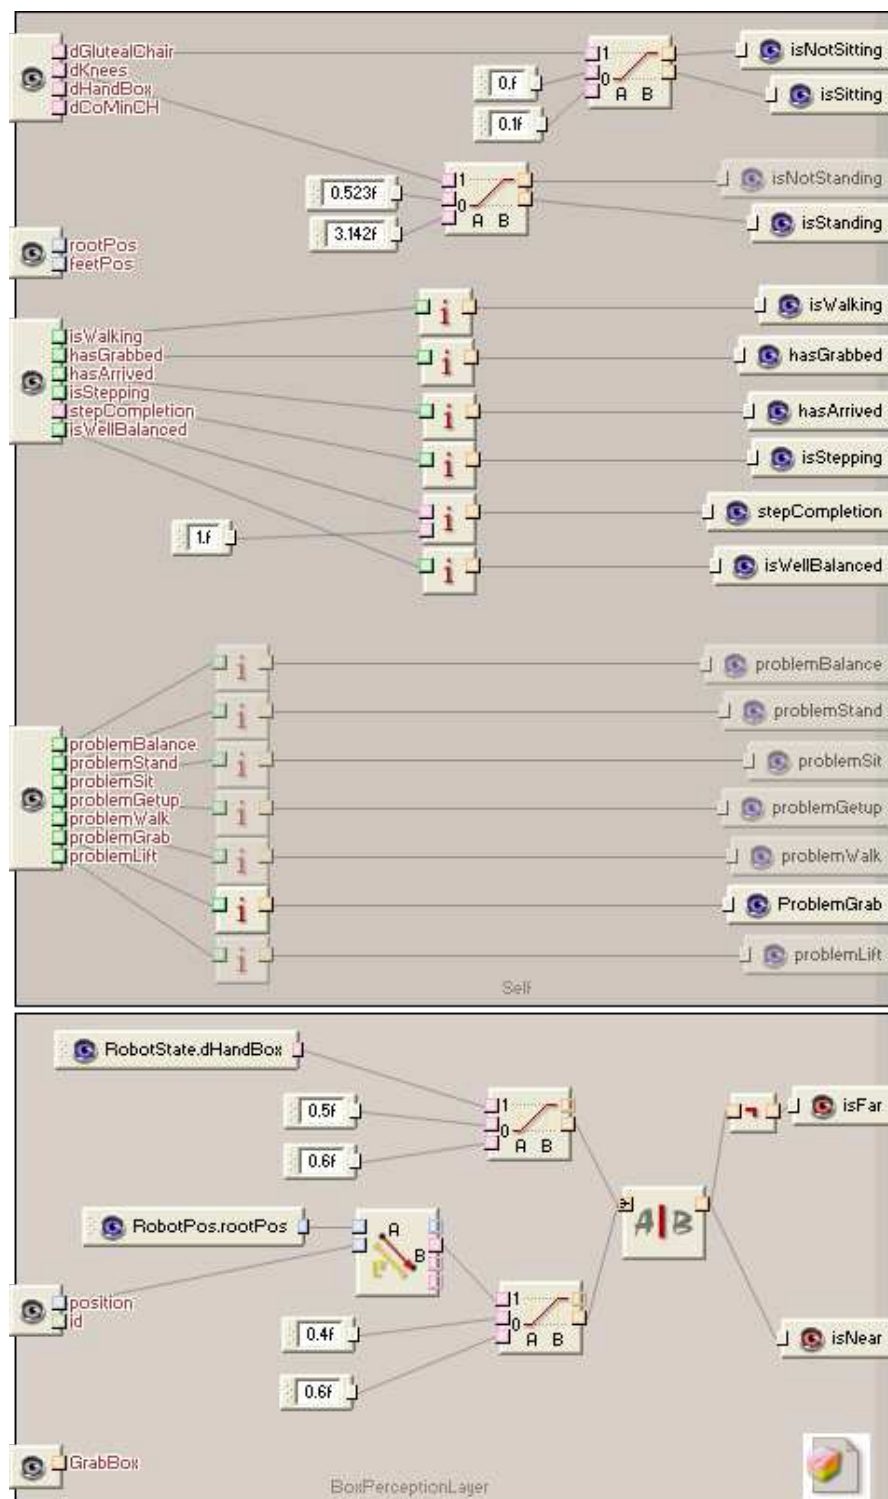 dGlutealChair
dKnees
dHandBox
dCoMinCH
1
0
A B
0.f
0.1f
isNotSitting
isSitting
1
0
A B
0.523f
3.142f
isNotStanding
isStanding
rootPos
feetPos
isWalking
hasGrabbed
hasArrived
isStepping
stepCompletion
isWellBalanced
1.f
i
i
i
i
i
i
isWalking
hasGrabbed
hasArrived
isStepping
stepCompletion
isWellBalanced
problemBalance
problemStand
problemSit
problemGetup
problemWalk
problemGrab
problemLift
i
i
i
i
i
i
i
problemBalance
problemStand
problemSit
problemGetup
problemWalk
ProblemGrab
problemLift
Self
RobotState.dHandBox
0.5f
0.6f
1
0
A B
isFar
RobotPos.rootPos
A
B
A|B
position
id
0.4f
0.6f
1
0
A B
isNear
GrabBox
BoxPerceptionLayer